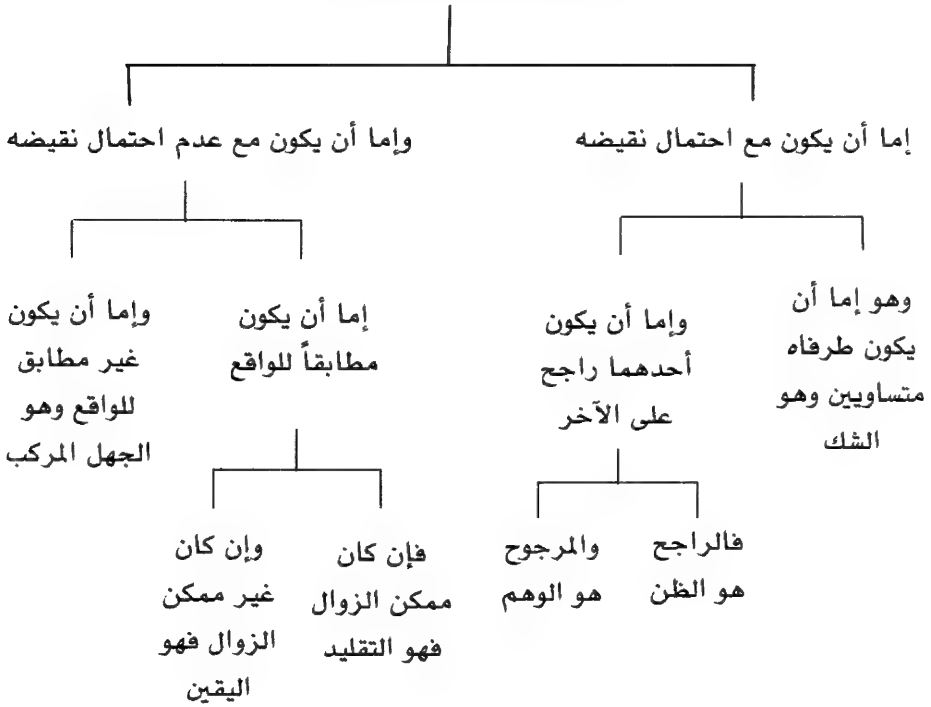 إما أن يكون مع احتمال نقيضه
وإما أن يكون مع عدم احتمال نقيضه
وهو إما أن
يكون طرفاه
متساويين وهو
الشك
وإما أن يكون
أحدهما راجح
على الآخر
إما أن يكون
مطابقاً للواقع
وإما أن يكون
غير مطابق
للواقع وهو
الجهل المركب
فالراجح
هو الظن
والمرجوح
هو الوهم
فإن كان
ممكن الزوال
فهو التقليد
وإن كان
غير ممكن
الزوال فهو
اليقين